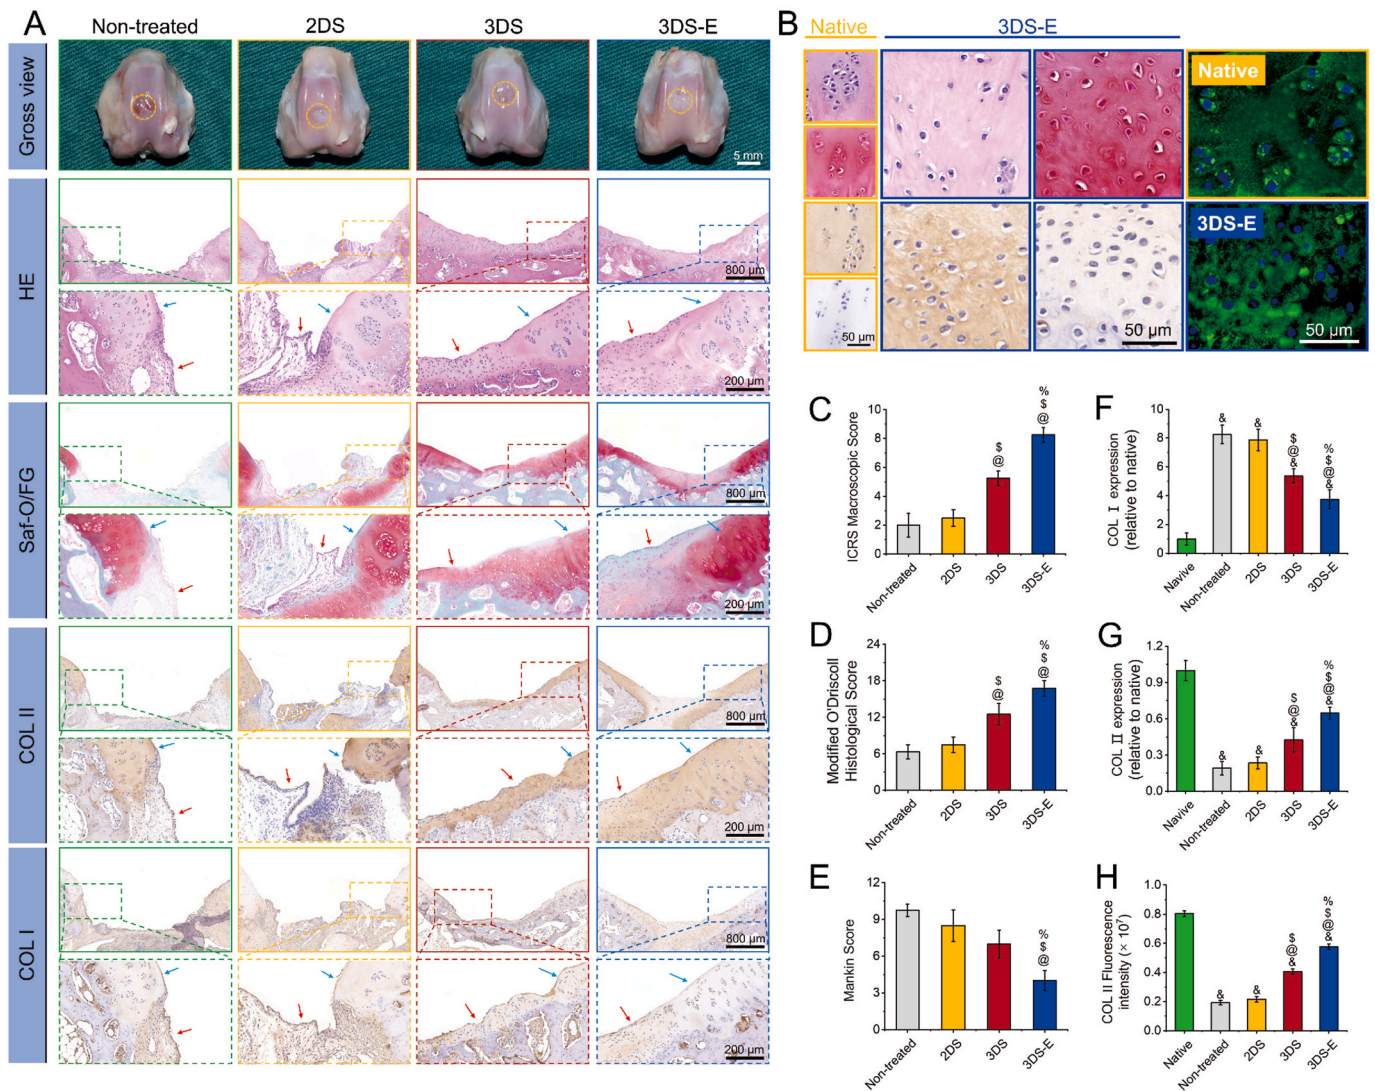 A
Non-treated
2DS
3DS
3DS-E
Gross view
5 mm
HE
800 µm
200 µm
Saf-O/FG
800 µm
200 µm
COL II
800 µm
200 µm
COL I
800 µm
200 µm
B
Native
3DS-E
Native
3DS-E
50 µm
50 µm
50 µm
C
ICRS Macroscopic Score
10
8
6
4
2
0
%
$
@
$
@
Non-treated
2DS
3DS
3DS-E
D
Modified O'Driscoll
Histological Score
24
18
12
6
0
%
$
@
$
@
Non-treated
2DS
3DS
3DS-E
E
Mankin Score
12
9
6
3
0
%
$
@
Non-treated
2DS
3DS
3DS-E
F
COL I expression
(relative to native)
10
8
6
4
2
0
&
&
$
@
&
%
$
@
&
Navive
Non-treated
2DS
3DS
3DS-E
G
COL II expression
(relative to native)
1.2
0.9
0.6
0.3
0.0
&
&
$
@
&
%
$
@
&
Navive
Non-treated
2DS
3DS
3DS-E
H
COL II Fluorescence
intensity (× 10⁷)
1.0
0.8
0.6
0.4
0.2
0.0
&
&
$
@
&
%
$
@
&
Native
Non-treated
2DS
3DS
3DS-E